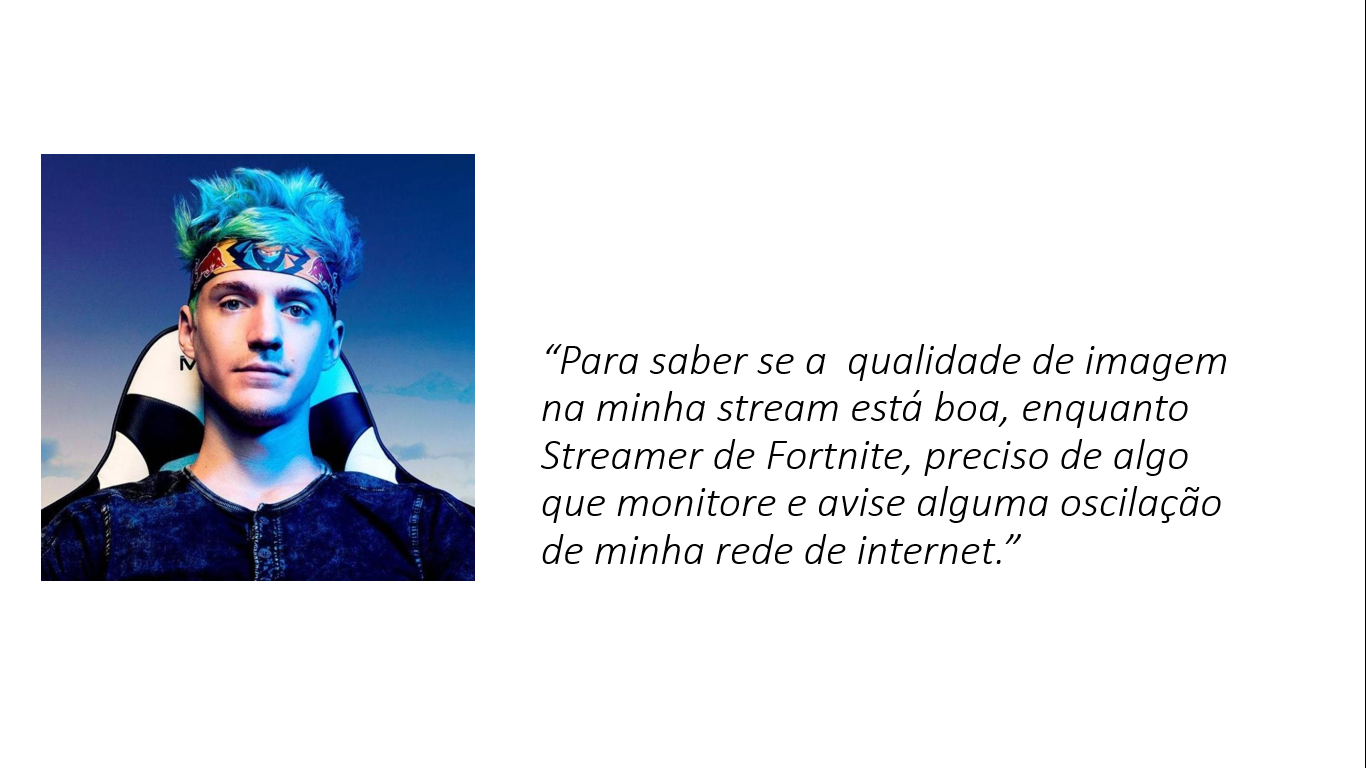 “Para saber se a  qualidade de imagem
na minha stream está boa, enquanto
Streamer de Fortnite, preciso de algo
que monitore e avise alguma oscilação
de minha rede de internet.”